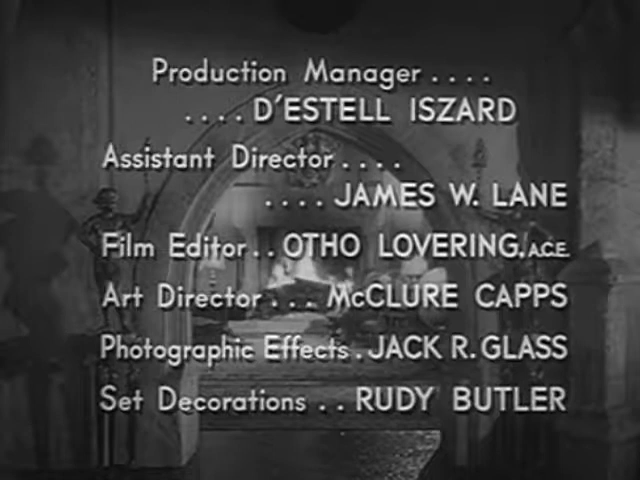 Production Manager . . . .
. . . . D'ESTELL ISZARD
Assistant Director . . . .
. . . . JAMES W. LANE
Film Editor . . OTHO LOVERING, A.C.E.
Art Director . . . McCLURE CAPPS
Photographic Effects . JACK R. GLASS
Set Decorations . . RUDY BUTLER